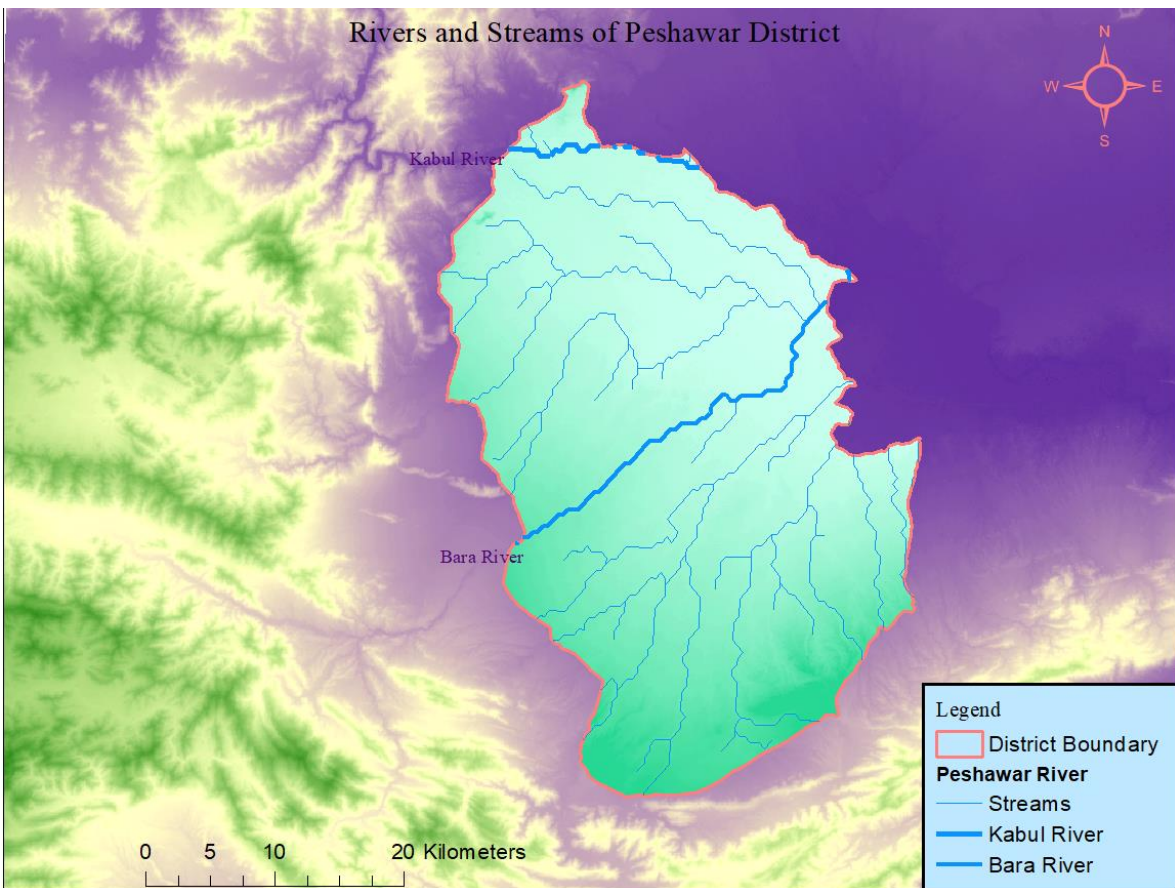 Rivers and Streams of Peshawar District
N
W E
S
Kabul River
Bara River
Legend
District Boundary
Peshawar River
Streams
Kabul River
Bara River
0 5 10 20 Kilometers